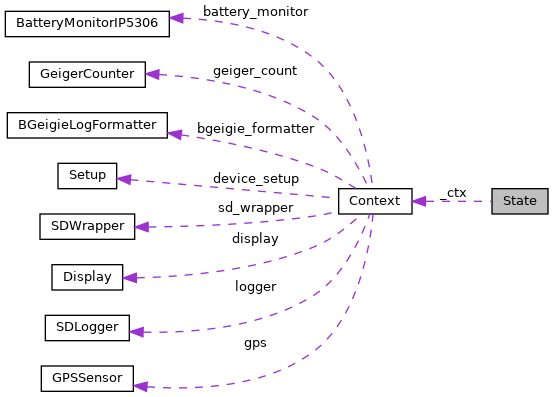 battery_monitor
BatteryMonitorIP5306
geiger_count
GeigerCounter
bgeigie_formatter
BGeigieLogFormatter
device_setup
Setup
_ctx
Context
State
sd_wrapper
SDWrapper
display
Display
logger
SDLogger
gps
GPSSensor